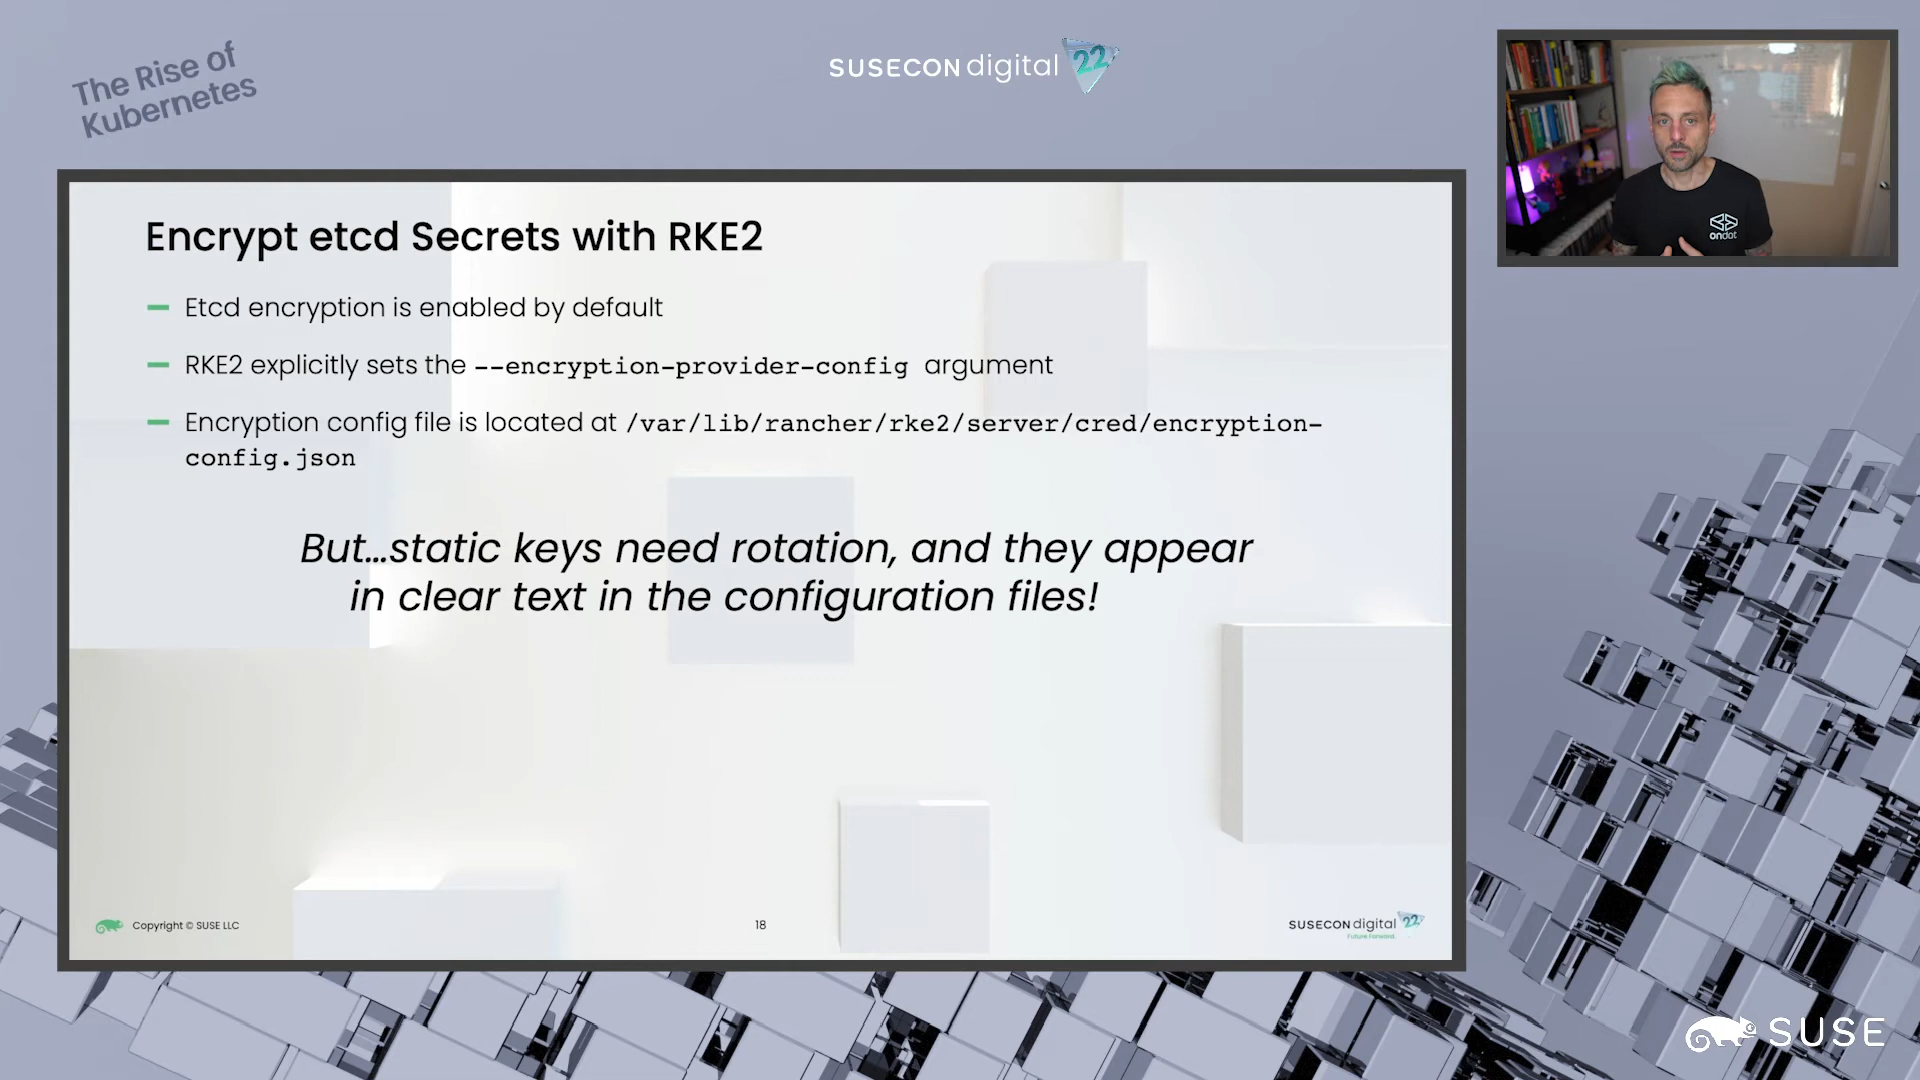 The Rise of
Kubernetes
SUSECON digital 22
ondot
Encrypt etcd Secrets with RKE2
Etcd encryption is enabled by default
RKE2 explicitly sets the --encryption-provider-config argument
Encryption config file is located at /var/lib/rancher/rke2/server/cred/encryption-
config.json
But...static keys need rotation, and they appear
in clear text in the configuration files!
Copyright © SUSE LLC
18
SUSECON digital 22
Future Forward.
SUSE